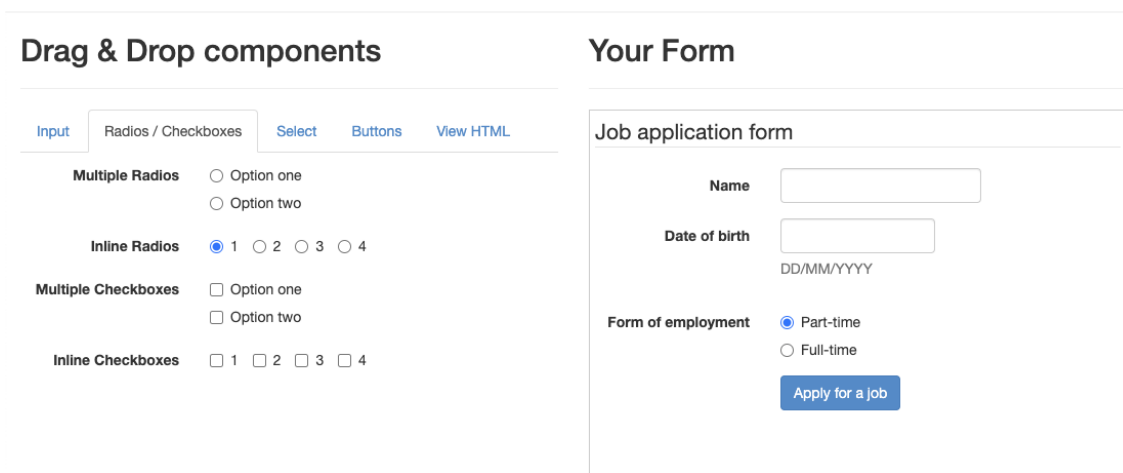 Drag & Drop components
Input Radios / Checkboxes Select Buttons View HTML
Multiple Radios Option one
Option two
Inline Radios 1 2 3 4
Multiple Checkboxes Option one
Option two
Inline Checkboxes 1 2 3 4
Your Form
Job application form
Name
Date of birth
DD/MM/YYYY
Form of employment Part-time
Full-time
Apply for a job